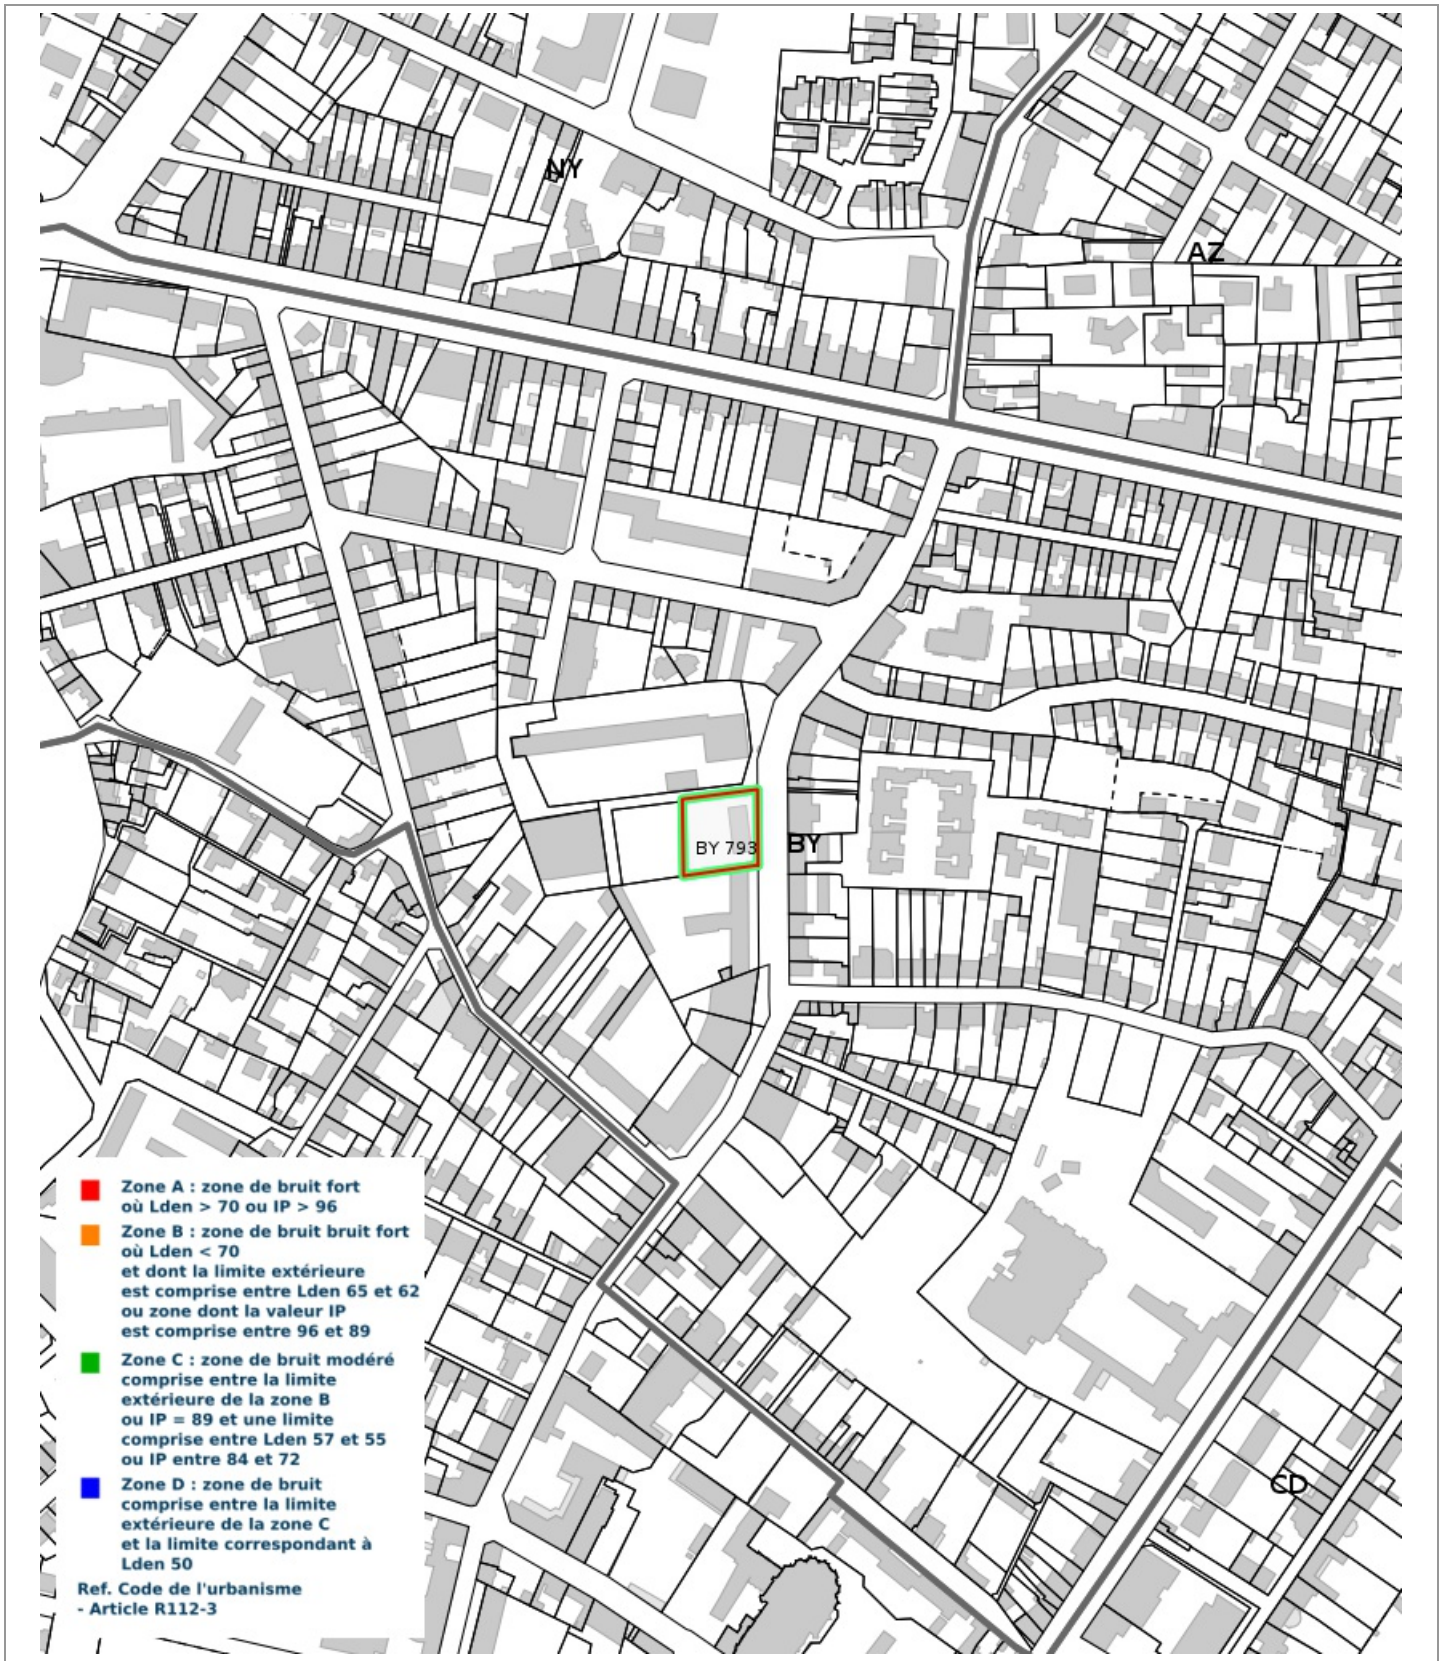 NY
AZ
BY 793
BY
Zone A : zone de bruit fort
où Lden > 70 ou IP > 96
Zone B : zone de bruit bruit fort
où Lden < 70
et dont la limite extérieure
est comprise entre Lden 65 et 62
ou zone dont la valeur IP
est comprise entre 96 et 89
Zone C : zone de bruit modéré
comprise entre la limite
extérieure de la zone B
ou IP = 89 et une limite
comprise entre Lden 57 et 55
ou IP entre 84 et 72
CD
Zone D : zone de bruit
comprise entre la limite
extérieure de la zone C
et la limite correspondant à
Lden 50
Ref. Code de l'urbanisme
- Article R112-3